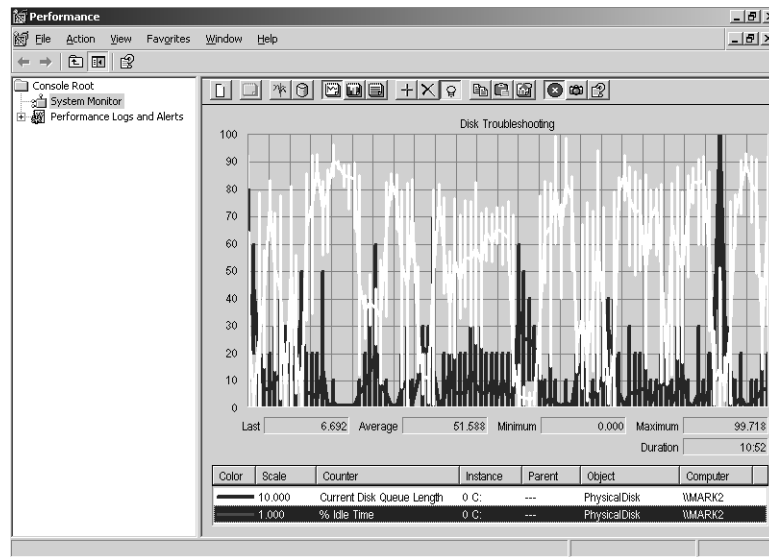 Performance
File Action View Favorites Window Help
Console Root
System Monitor
Performance Logs and Alerts
Disk Troubleshooting
100
90
80
70
60
50
40
30
20
10
0
Last 6.692 Average 51.588 Minimum 0.000 Maximum 99.718
Duration 10:52
Color Scale Counter Instance Parent Object Computer
10.000 Current Disk Queue Length 0 C: --- PhysicalDisk \\MARK2
1.000 % Idle Time 0 C: --- PhysicalDisk \\MARK2